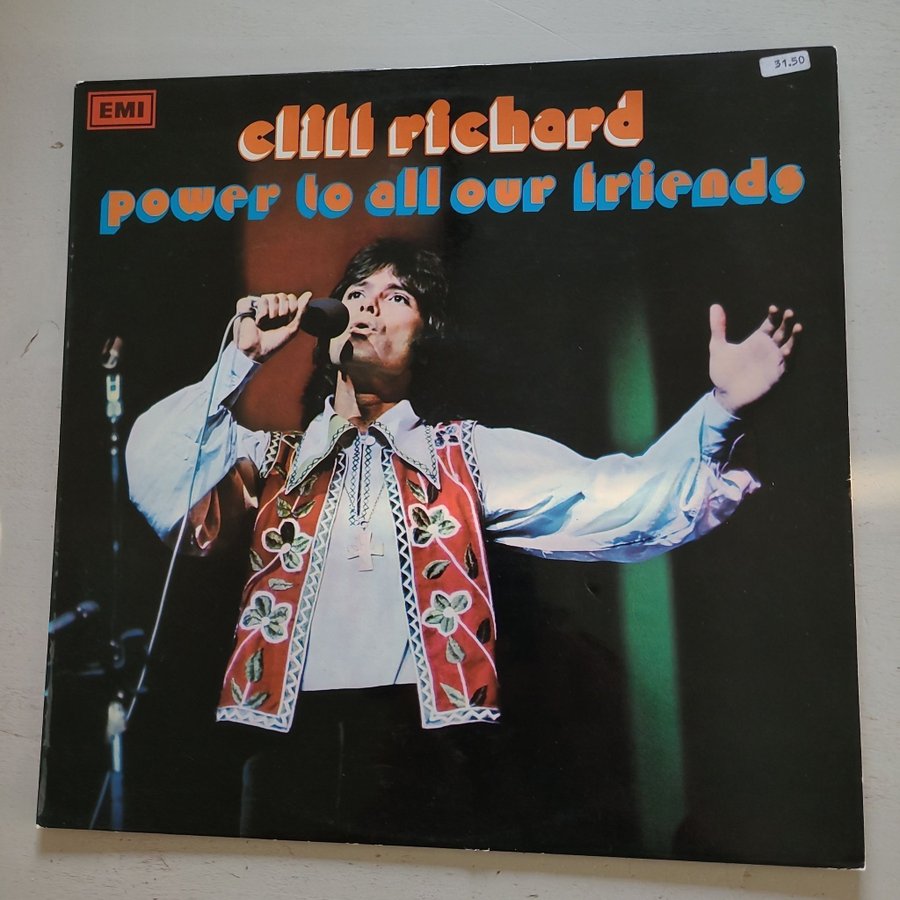 31.50
EMI
cliff richard
power to all our friends